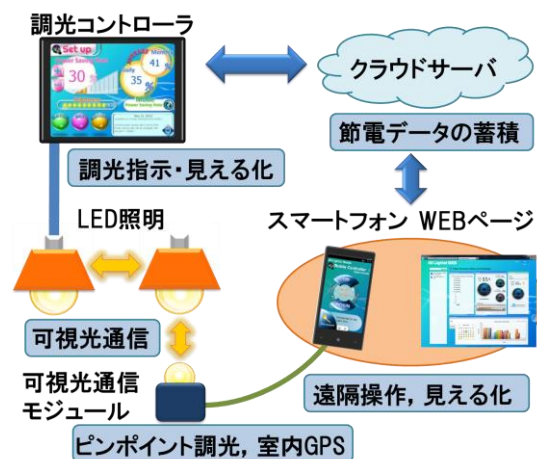 調光コントローラ
Set up
30 %
35 %
41 %
クラウドサーバ
節電データの蓄積
調光指示・見える化
LED照明
スマートフォン WEBページ
可視光通信
可視光通信
モジュール
遠隔操作, 見える化
ピンポイント調光, 室内GPS